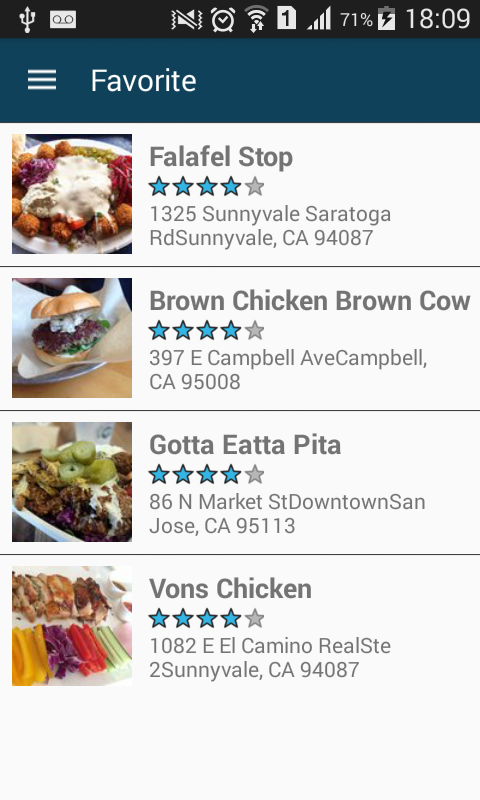 1 71% 18:09
Favorite
Falafel Stop
1325 Sunnyvale Saratoga
RdSunnyvale, CA 94087
Brown Chicken Brown Cow
397 E Campbell AveCampbell,
CA 95008
Gotta Eatta Pita
86 N Market StDowntownSan
Jose, CA 95113
Vons Chicken
1082 E El Camino RealSte
2Sunnyvale, CA 94087